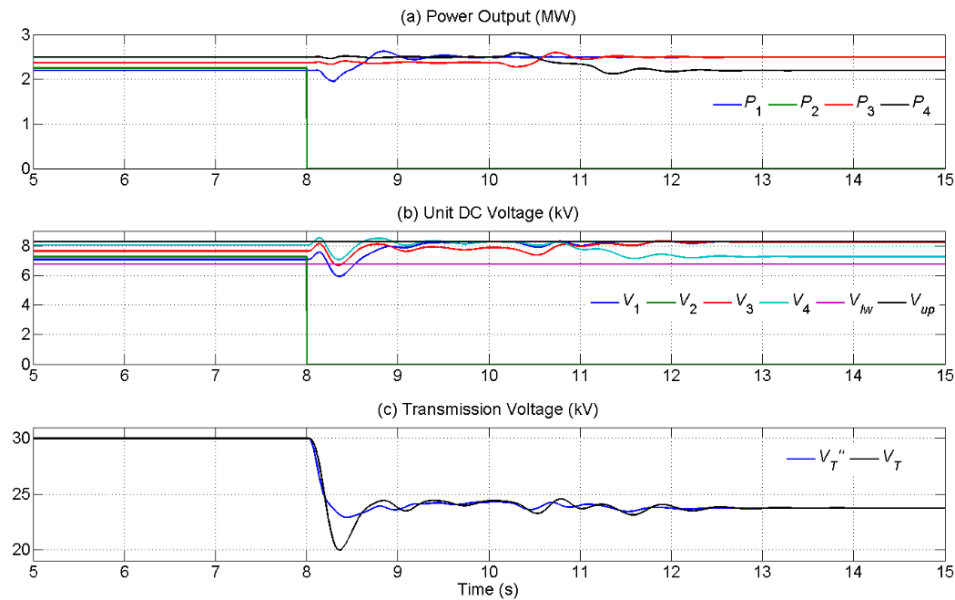 (a) Power Output (MW)
3
2
1
0
P1 P2 P3 P4
5 6 7 8 9 10 11 12 13 14 15
(b) Unit DC Voltage (kV)
8
6
4
2
0
V1 V2 V3 V4 Vlw Vup
5 6 7 8 9 10 11 12 13 14 15
(c) Transmission Voltage (kV)
30
25
20
VT" VT
5 6 7 8 9 10 11 12 13 14 15
Time (s)